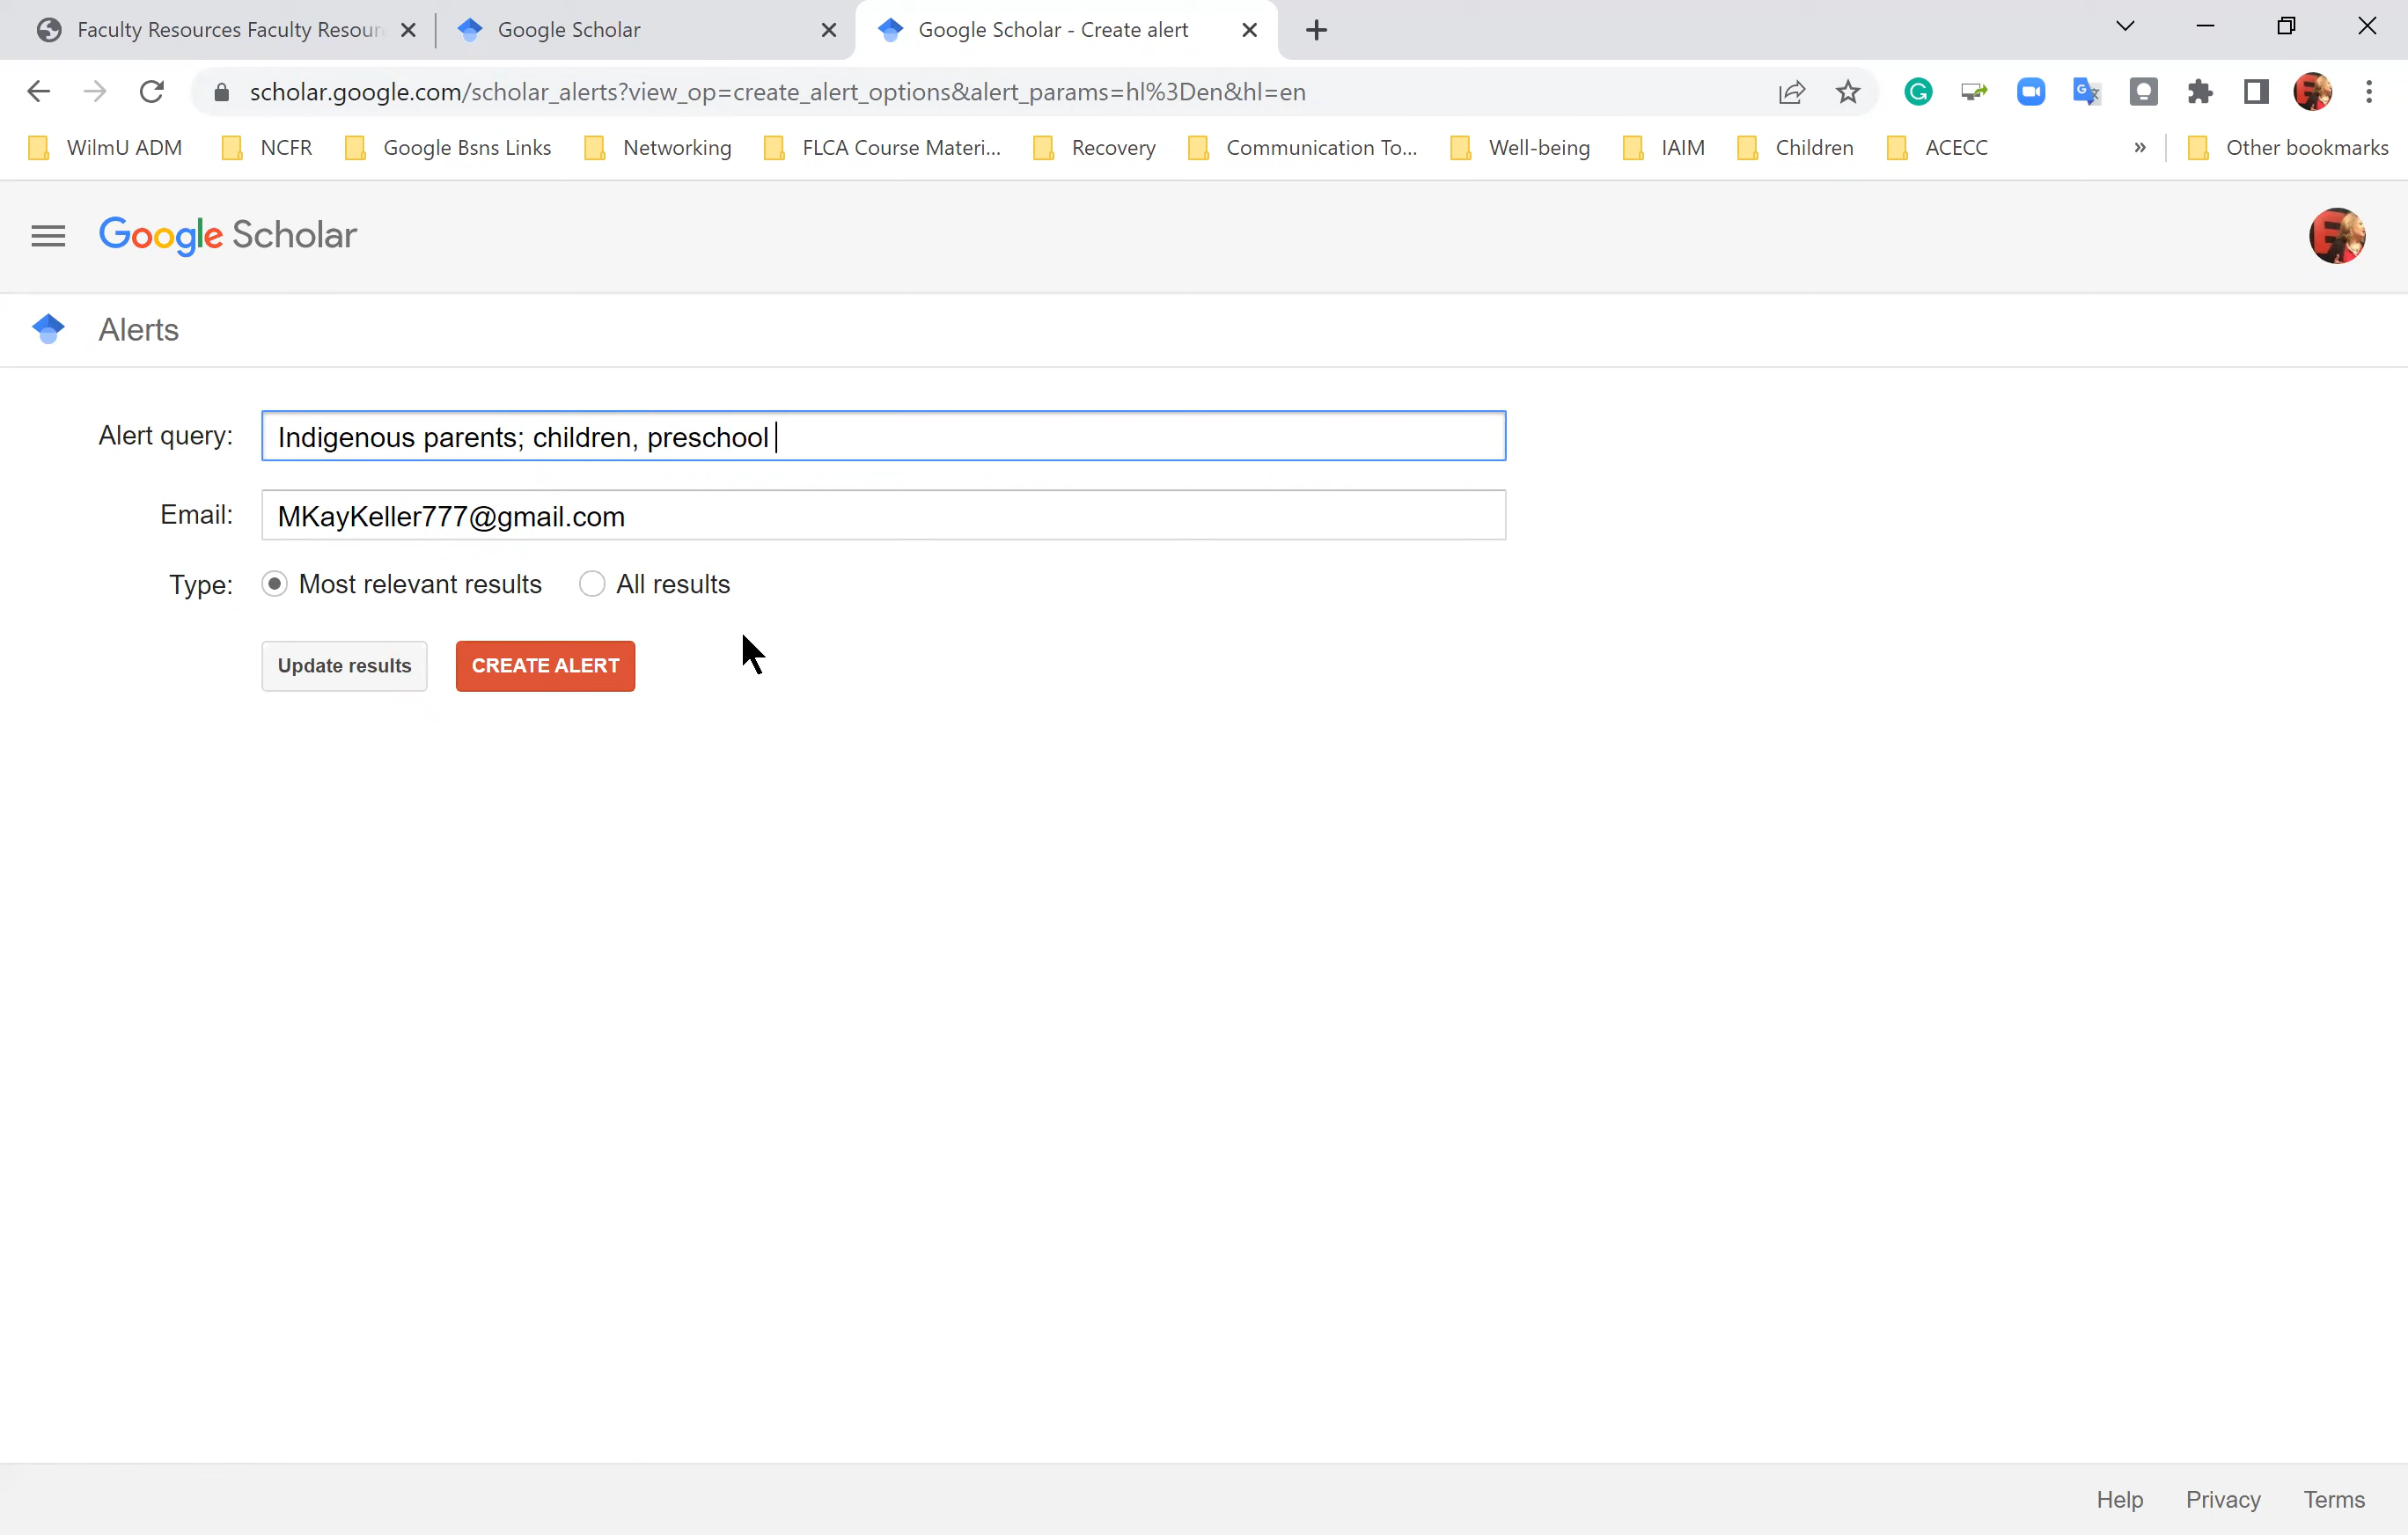 Faculty Resources Faculty Resour
Google Scholar
Google Scholar - Create alert
scholar.google.com/scholar_alerts?view_op=create_alert_options&alert_params=hl%3Den&hl=en
WilmU ADM NCFR Google Bsns Links Networking FLCA Course Materi... Recovery Communication To... Well-being IAIM Children ACECC » Other bookmarks
Google Scholar
Alerts
Alert query: Indigenous parents; children, preschool
Email: MKayKeller777@gmail.com
Type: Most relevant results All results
Update results CREATE ALERT
Help Privacy Terms